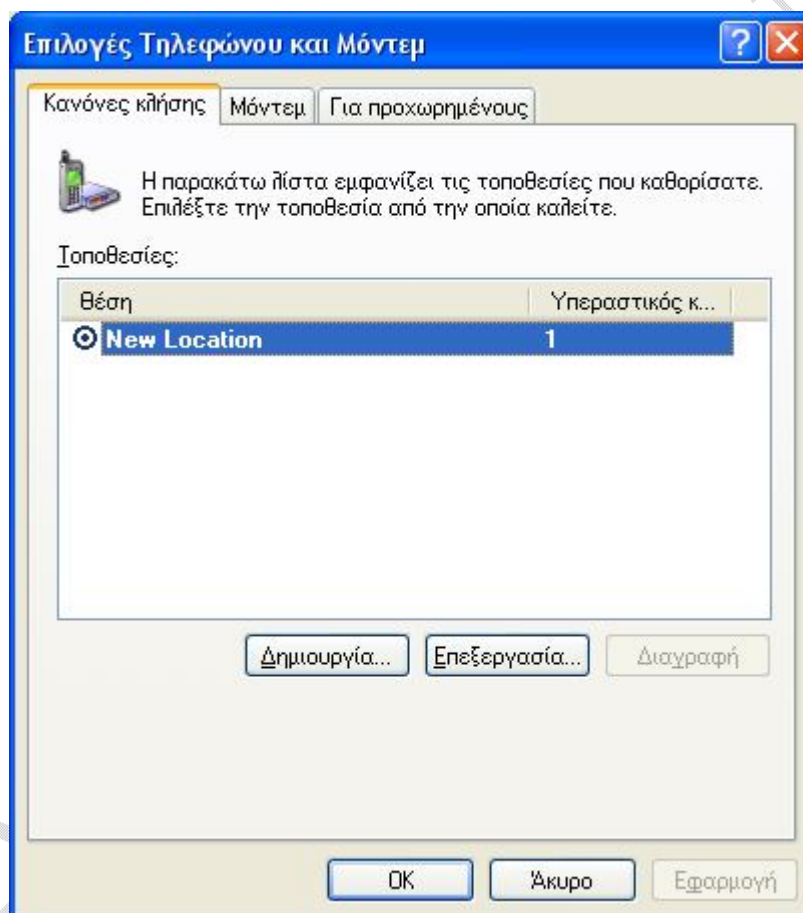 Επιλογές Τηλεφώνου και Μόντεμ
Κανόνες κλήσης Μόντεμ Για προχωρημένους
Η παρακάτω λίστα εμφανίζει τις τοποθεσίες που καθορίσατε.
Επιλέξτε την τοποθεσία από την οποία καλείτε.
Τοποθεσίες:
Θέση Υπεραστικός κ...
New Location 1
Δημιουργία... Επεξεργασία... Διαγραφή
OK Άκυρο Εφαρμογή